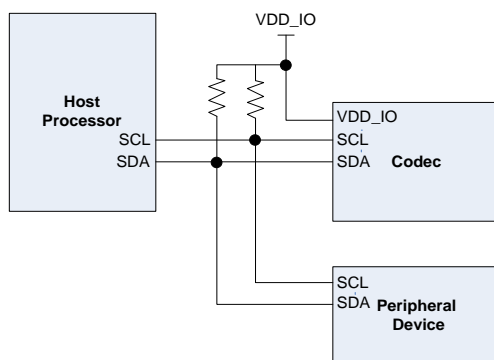 VDD_IO
Host
Processor
SCL
SDA
VDD_IO
SCL
SDA
Codec
SCL
SDA
Peripheral
Device